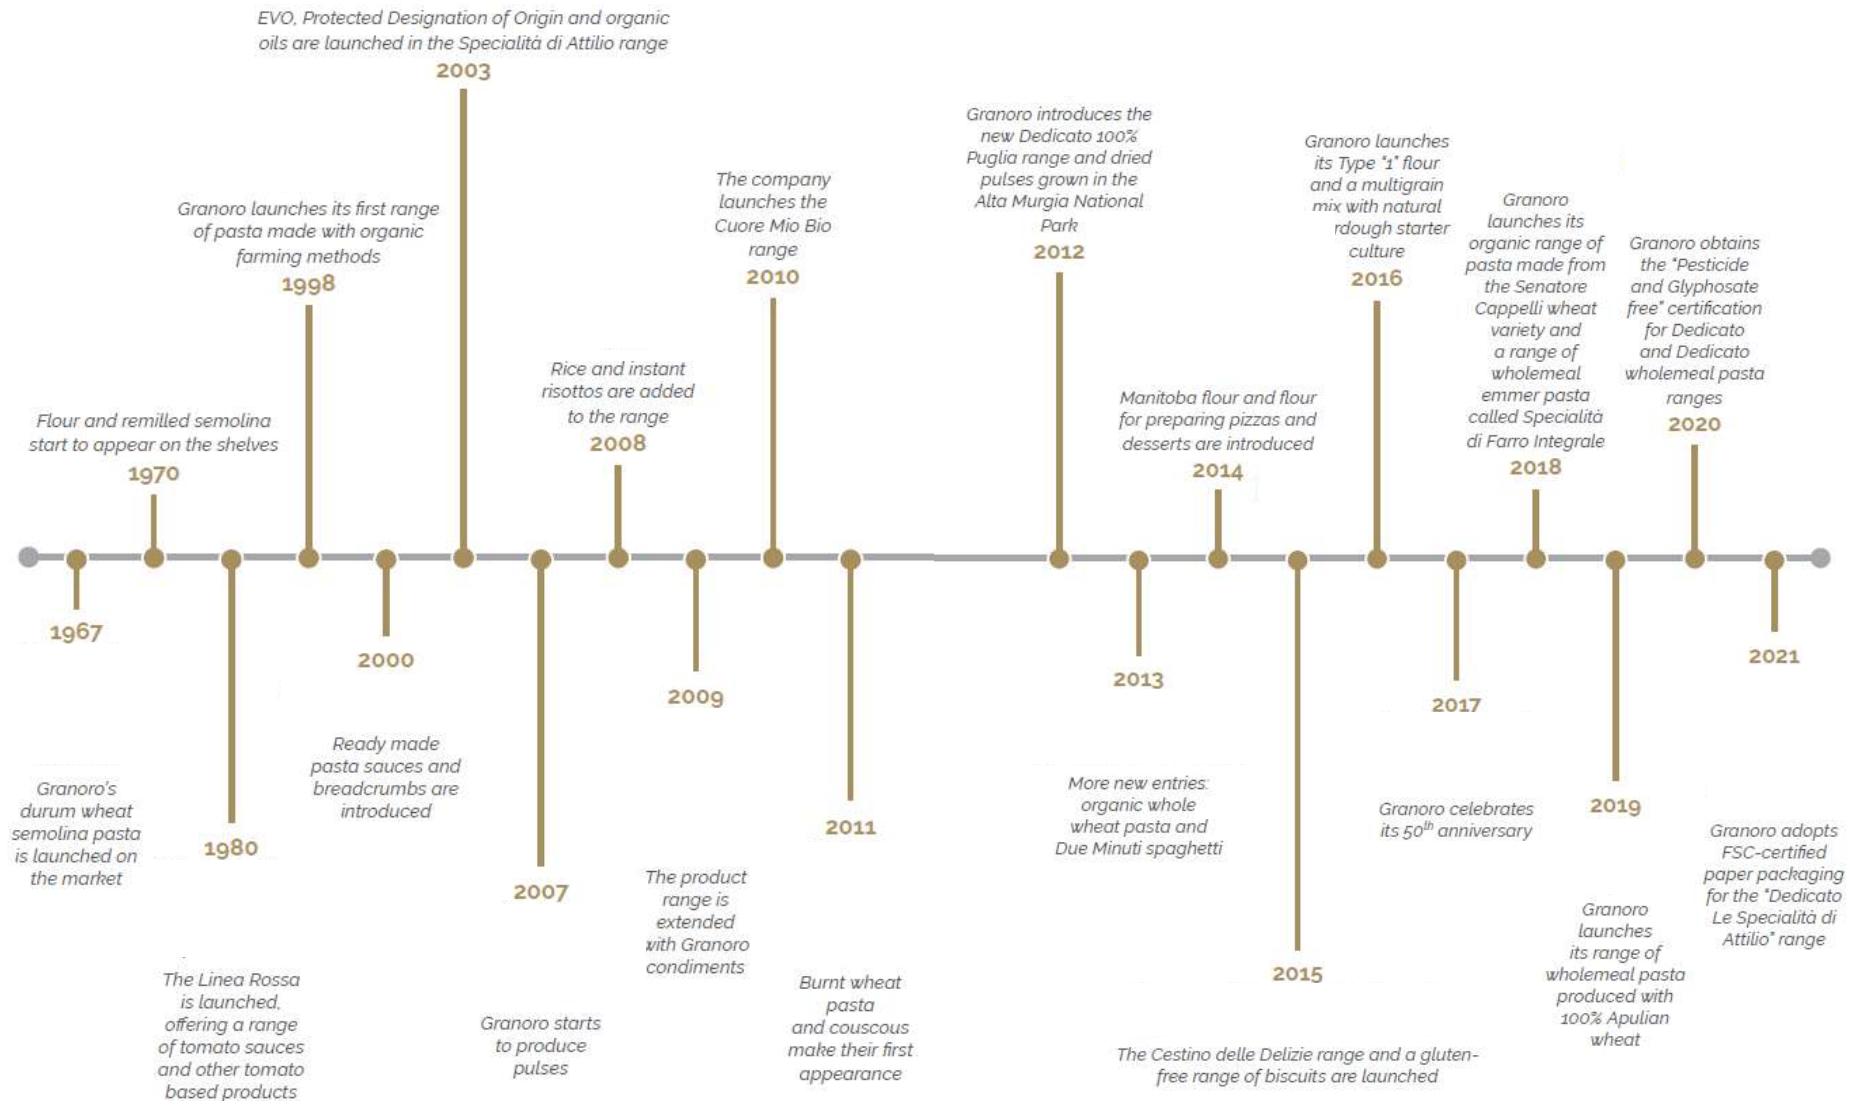 EVO, Protected Designation of Origin and organic
oils are launched in the Specialità di Attilio range
2003
Granoro introduces the
new Dedicato 100%
Puglia range and dried
pulses grown in the
Alta Murgia National
Park
2012
Granoro launches
its Type "1" flour
and a multigrain
mix with natural
rdough starter
culture
2016
The company
launches the
Cuore Mio Bio
range
2010
Granoro launches its first range
of pasta made with organic
farming methods
1998
Granoro
launches its
organic range of
pasta made from
the Senatore
Cappelli wheat
variety and
a range of
wholemeal
emmer pasta
called Specialità
di Farro Integrale
2018
Granoro obtains
the "Pesticide
and Glyphosate
free" certification
for Dedicato
and Dedicato
wholemeal pasta
ranges
2020
Rice and instant
risottos are added
to the range
2008
Manitoba flour and flour
for preparing pizzas and
desserts are introduced
2014
Flour and remilled semolina
start to appear on the shelves
1970
1967
Granoro's
durum wheat
semolina pasta
is launched on
the market
1980
The Linea Rossa
is launched,
offering a range
of tomato sauces
and other tomato
based products
2000
Ready made
pasta sauces and
breadcrumbs are
introduced
2007
Granoro starts
to produce
pulses
2009
The product
range is
extended
with Granoro
condiments
2011
Burnt wheat
pasta
and couscous
make their first
appearance
2013
More new entries:
organic whole
wheat pasta and
Due Minuti spaghetti
2015
The Cestino delle Delizie range and a gluten-
free range of biscuits are launched
2017
Granoro celebrates
its 50th anniversary
2019
Granoro
launches
its range of
wholemeal pasta
produced with
100% Apulian
wheat
2021
Granoro adopts
FSC-certified
paper packaging
for the "Dedicato
Le Specialità di
Attilio" range